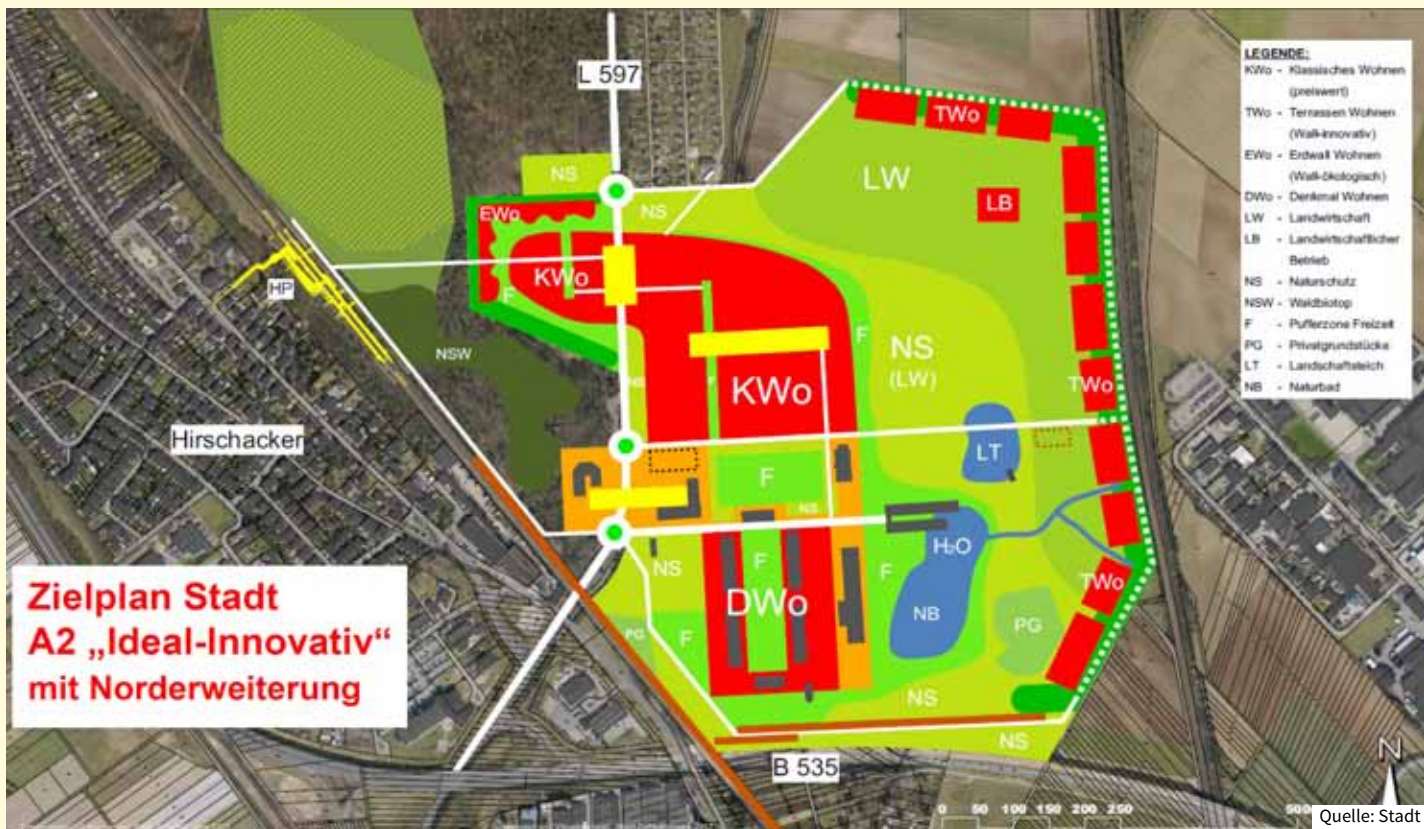 L 597
LEGENDE:
KWo - Klassisches Wohnen
(preiswert)
TWo - Terrassen Wohnen
(Wall-innovativ)
EWo - Erdwall Wohnen
(Wall-ökologisch)
DWo - Denkmal Wohnen
LW - Landwirtschaft
LB - Landwirtschaftlicher
Betrieb
NS - Naturschutz
NSW - Waldbiotop
F - Pufferzone Freizeit
PG - Privatgrundstücke
LT - Landschaftsteich
NB - Naturbad
TWo
NS
LW
LB
EWo
NS
KWo
HP
F
F
NS
(LW)
NSW
NS
F
KWo
TWo
Hirschacker
LT
F
NS
H₂O
NS
F
F
TWo
Zielplan Stadt
A2 „Ideal-Innovativ“
mit Norderweiterung
DWo
NB
PG
PG
F
NS
NS
B 535
N
0 50 100 150 200 250
Quelle: Stadt